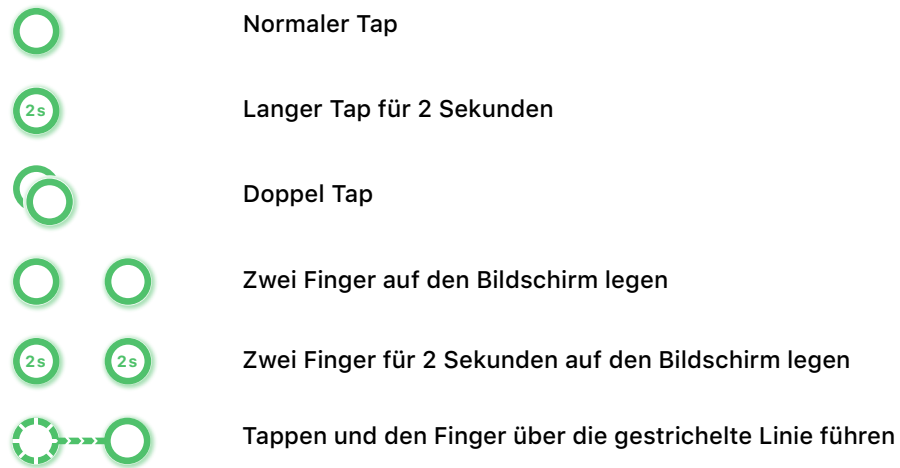 Normaler Tap
2s Langer Tap für 2 Sekunden
Doppel Tap
Zwei Finger auf den Bildschirm legen
2s 2s Zwei Finger für 2 Sekunden auf den Bildschirm legen
Tappen und den Finger über die gestrichelte Linie führen